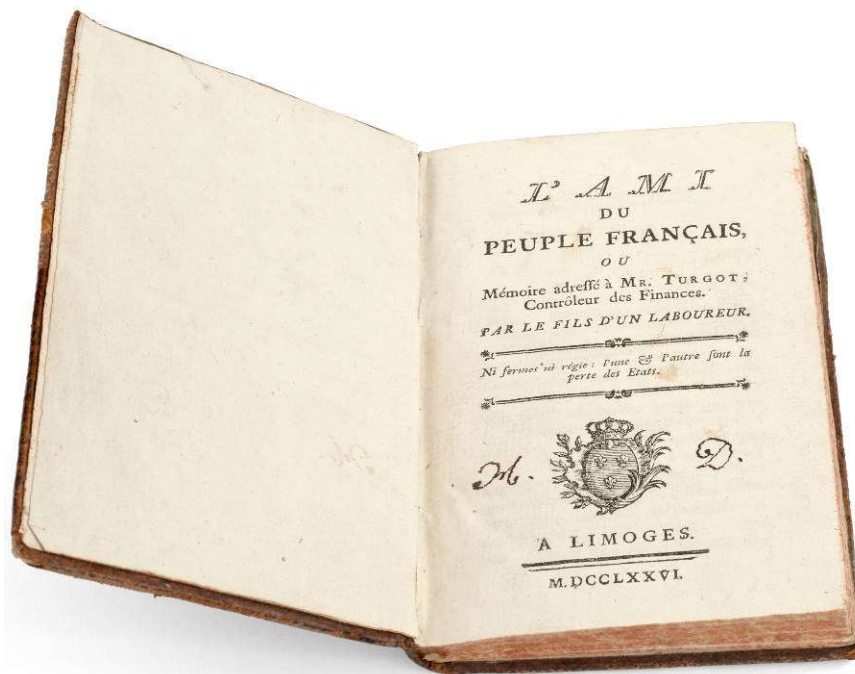 L'AMI
DU
PEUPLE FRANÇAIS,
OU
Mémoire adreſſé à MR. TURGOT,
Contrôleur des Finances.
PAR LE FILS D'UN LABOUREUR.
Ni fermes ni régie : l'une & l'autre ſont la
perte des Etats.
M. D.
A LIMOGES.
M.DCCLXXVI.